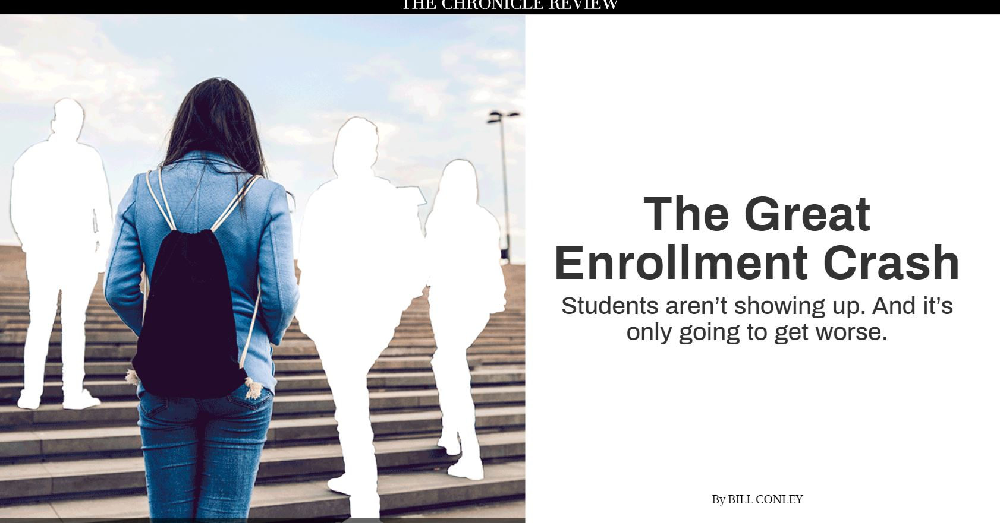 THE CHRONICLE REVIEW
The Great
Enrollment Crash
Students aren’t showing up. And it’s
only going to get worse.
By BILL CONLEY